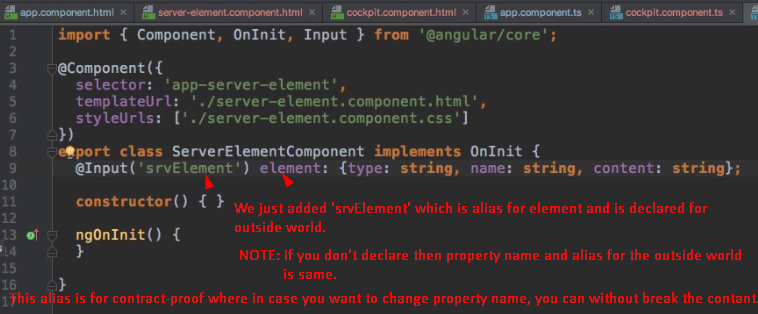 app.component.html × server-element.component.html × cockpit.component.html × app.component.ts × cockpit.component.ts ×
1 import { Component, OnInit, Input } from '@angular/core';
2
3 @Component({
4 selector: 'app-server-element',
5 templateUrl: './server-element.component.html',
6 styleUrls: ['./server-element.component.css']
7 })
8 export class ServerElementComponent implements OnInit {
9 @Input('srvElement') element: {type: string, name: string, content: string};
10
11 constructor() { }
We just added 'srvElement' which is alias for element and is declared for
outside world.
12
13 ngOnInit() {
14 }
NOTE: If you don't declare then property name and alias for the outside world
is same.
15
16 }
This alias is for contract-proof where in case you want to change property name, you can without break the contant.
17